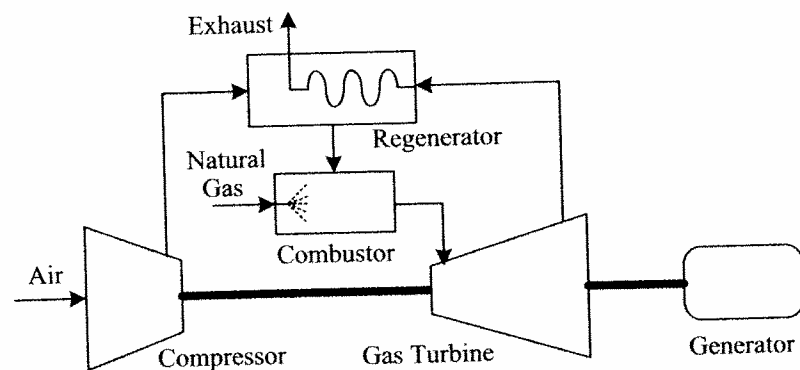 Exhaust
Regenerator
Natural
Gas
Combustor
Air
Compressor
Gas Turbine
Generator